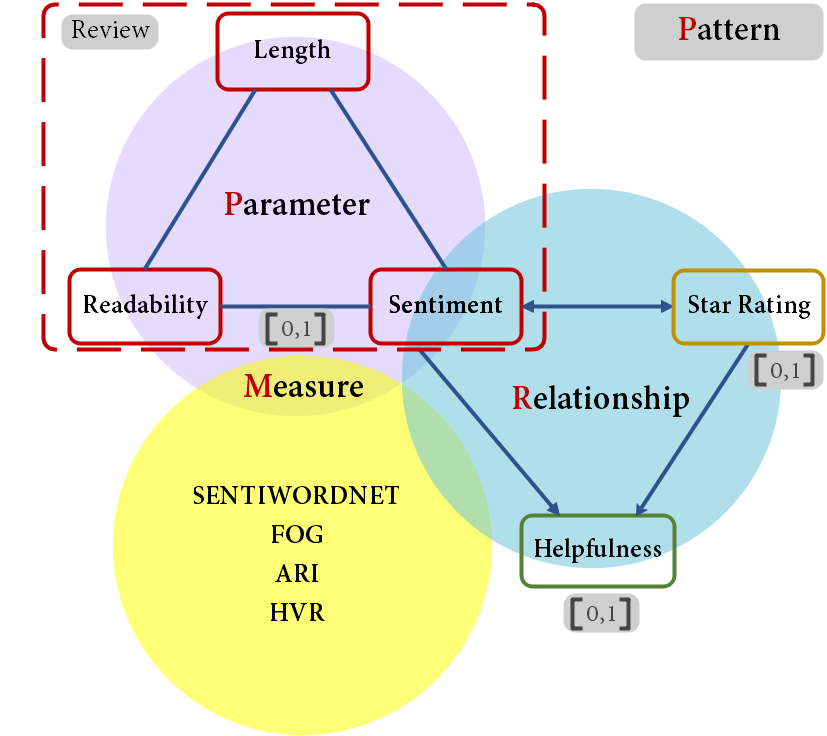 Review
Length
Pattern
Parameter
Readability
Sentiment
Star Rating
[0,1]
[0,1]
Measure
Relationship
SENTIWORDNET
FOG
ARI
HVR
Helpfulness
[0,1]